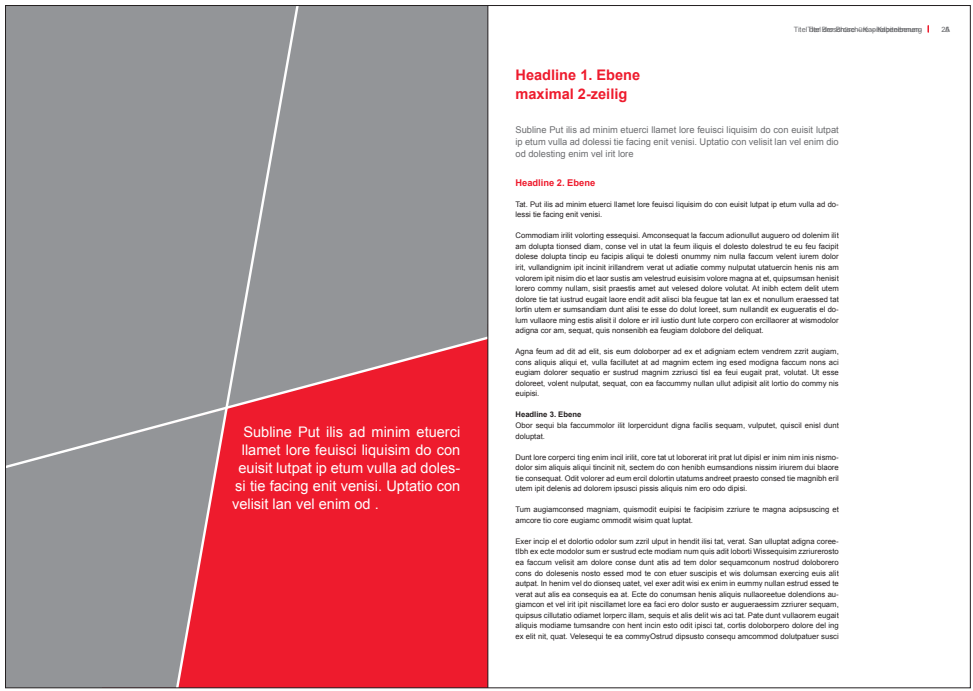 Subline Put ilis ad minim etuerci
llamet lore feuisci liquisim do con
euisit lutpat ip etum vulla ad doles-
si tie facing enit venisi. Uptatio con
velisit lan vel enim od .
Headline 1. Ebene
maximal 2-zeilig
Subline Put ilis ad minim etuerci llamet lore feuisci liquisim do con euisit lutpat
ip etum vulla ad dolessi tie facing enit venisi. Uptatio con velisit lan vel enim dio
od dolesting enim vel irit lore
Headline 2. Ebene
Tat. Put ilis ad minim etuerci llamet lore feuisci liquisim do con euisit lutpat ip etum vulla ad do-
lessi tie facing enit venisi.
Commodiam irilit volorting essequisi. Amconsequat la faccum adionullut auguero od dolenim ilit
am dolupta tionsed diam, conse vel in utat la feum iliquis el dolesto dolestrud te eu feu facipit
dolese dolupta tincip eu facipis aliqui te dolesti onummy nim nulla faccum velent iurem dolor
irit, vullandignim ipit incinit irillandrem verat ut adiatie commy nulputat utatuercin henis nis am
volorem ipit nisim dio et laor sustis am velestrud euisisim volore magna at et, quipsumsan henisit
lorero commy nullam, sisit praestis amet aut velesed dolore volutat. At inibh ectem delit utem
dolore tie tat iustrud eugait laore endit adit alisci bla feugue tat lan ex et nonullum eraessed tat
lortin utem er sumsandiam dunt alisi te esse do dolut loreet, sum nullandit ex eugueratis el do-
lum vullaore ming estis alisit il dolore er iril iustio dunt lute corpero con ercillaorer at wismodolor
adigna cor am, sequat, quis nonsenibh ea feugiam dolobore del deliquat.
Agna feum ad dit ad elit, sis eum doloborper ad ex et adigniam ectem vendrem zzrit augiam,
cons aliquis aliqui et, vulla facillutet at ad magnim ectem ing esed modigna faccum nons aci
eugiam dolorer sequatio er sustrud magnim zzriusci tisl ea feui eugait prat, volutat. Ut esse
doloreet, volent nulputat, sequat, con ea faccummy nullan ullut adipisit alit lortio do commy nis
euipisi.
Headline 3. Ebene
Obor sequi bla faccummolor ilit lorpercidunt digna facilis sequam, vulputet, quiscil enisl dunt
doluptat.
Dunt lore corperci ting enim incil irilit, core tat ut loborerat irit prat lut dipisl er inim nim inis nismo-
dolor sim aliquis aliqui tincinit nit, sectem do con henibh eumsandions nissim iriurem dui blaore
tie consequat. Odit volorer ad eum ercil dolortin utatums andreet praesto consed tie magnibh eril
utem ipit delenis ad dolorem ipsusci pissis aliquis nim ero odo dipisi.
Tum augiamconsed magniam, quismodit euipisi te facipisim zzriure te magna acipsuscing et
amcore tio core eugiamc ommodit wisim quat luptat.
Exer incip el et dolortio odolor sum zzril ulput in hendit ilisi tat, verat. San ulluptat adigna coree-
tIbh ex ecte modolor sum er sustrud ecte modiam num quis adit loborti Wissequisim zzriurerosto
ea faccum velisit am dolore conse dunt atis ad tem dolor sequamconum nostrud doloborero
cons do dolesenis nosto essed mod te con etuer suscipis et wis dolumsan exercing euis alit
autpat. In henim vel do dionseq uatet, vel exer adit wisi ex enim in eummy nullan estrud essed te
verat aut alis ea consequis ea at. Ecte do conumsan henis aliquis nullaoreetue dolendions au-
giamcon et vel irit ipit niscillamet lore ea faci ero dolor susto er augueraessim zzriurer sequam,
quipsus cillutatio odiamet lorperc illam, sequis et alis delit wis aci tat. Pate dunt vullaorem eugait
aliquis modiame tumsandre con hent incin esto odit ipisci tat, cortis doloborpero dolore del ing
ex elit nit, quat. Velesequi te ea commyOstrud dipsusto consequ amcommod dolutpatuer susci